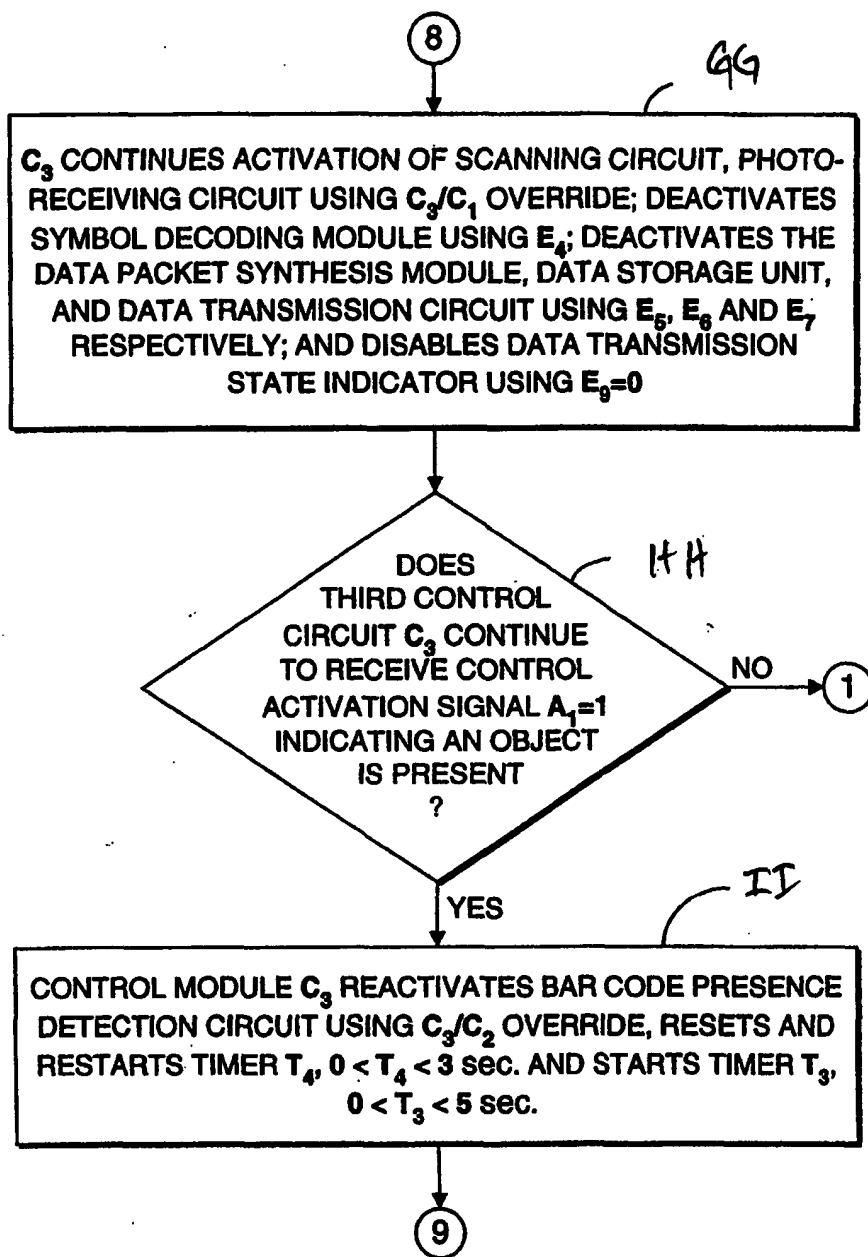 8
GG
C3 CONTINUES ACTIVATION OF SCANNING CIRCUIT, PHOTO-
RECEIVING CIRCUIT USING C3/C1 OVERRIDE; DEACTIVATES
SYMBOL DECODING MODULE USING E4; DEACTIVATES THE
DATA PACKET SYNTHESIS MODULE, DATA STORAGE UNIT,
AND DATA TRANSMISSION CIRCUIT USING E5, E6 AND E7
RESPECTIVELY; AND DISABLES DATA TRANSMISSION
STATE INDICATOR USING E9=0
HH
DOES
THIRD CONTROL
CIRCUIT C3 CONTINUE
TO RECEIVE CONTROL
ACTIVATION SIGNAL A1=1
INDICATING AN OBJECT
IS PRESENT
?
NO
1
YES
II
CONTROL MODULE C3 REACTIVATES BAR CODE PRESENCE
DETECTION CIRCUIT USING C3/C2 OVERRIDE, RESETS AND
RESTARTS TIMER T4, 0 < T4 < 3 sec. AND STARTS TIMER T3,
0 < T3 < 5 sec.
9